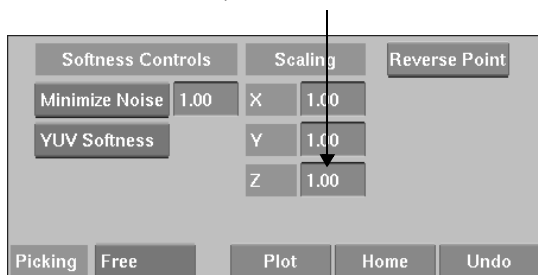 Softness Controls Scaling Reverse Point
Minimize Noise 1.00 X 1.00
YUV Softness Y 1.00
Z 1.00
Picking Free Plot Home Undo